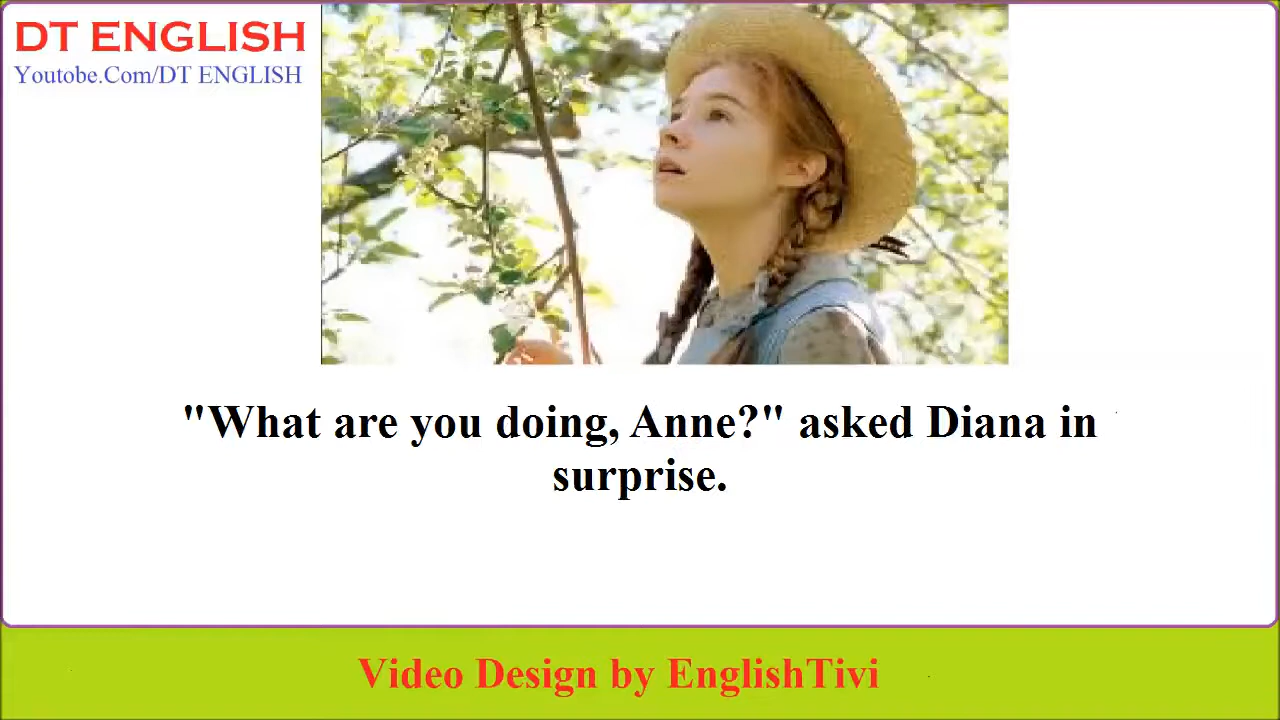 DT ENGLISH
Youtobe.Com/DT ENGLISH
"What are you doing, Anne?" asked Diana in
surprise.
Video Design by EnglishTivi